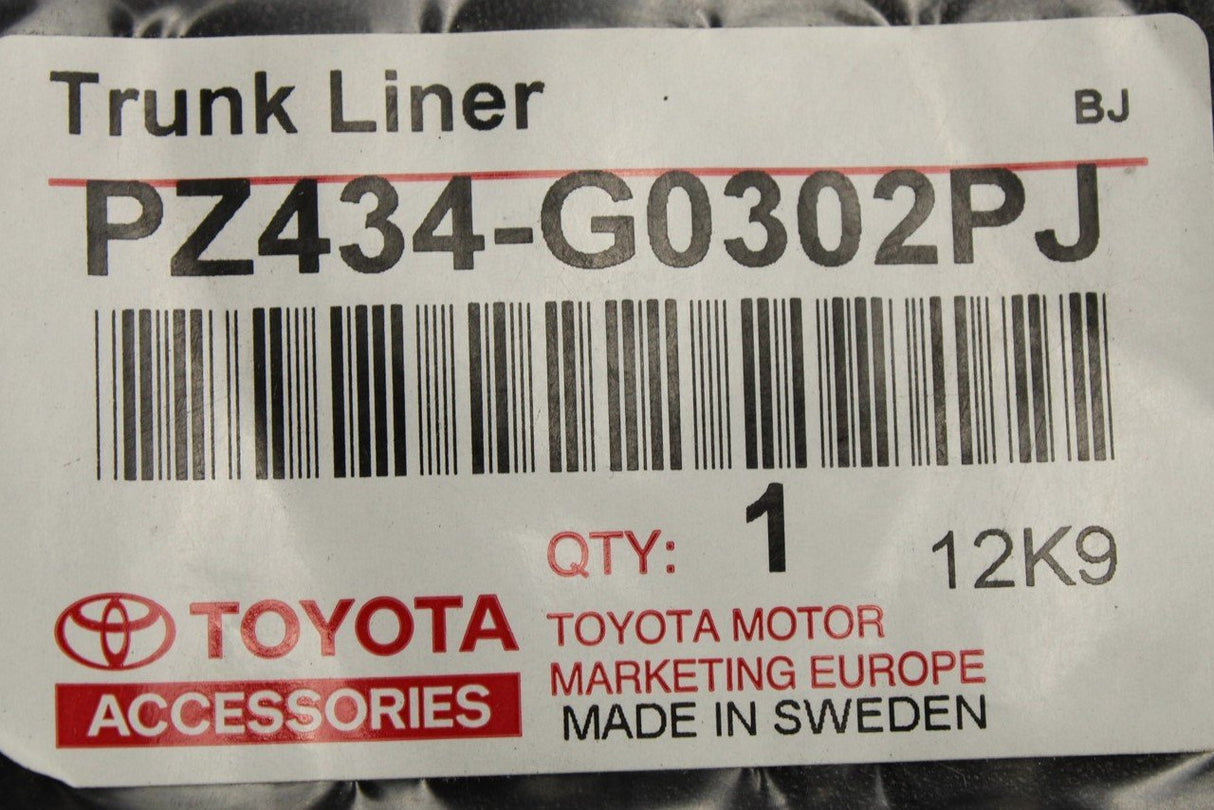 Trunk Liner BJ
PZ434-G0302PJ
QTY: 1 12K9
TOYOTA
ACCESSORIES
TOYOTA MOTOR
MARKETING EUROPE
MADE IN SWEDEN